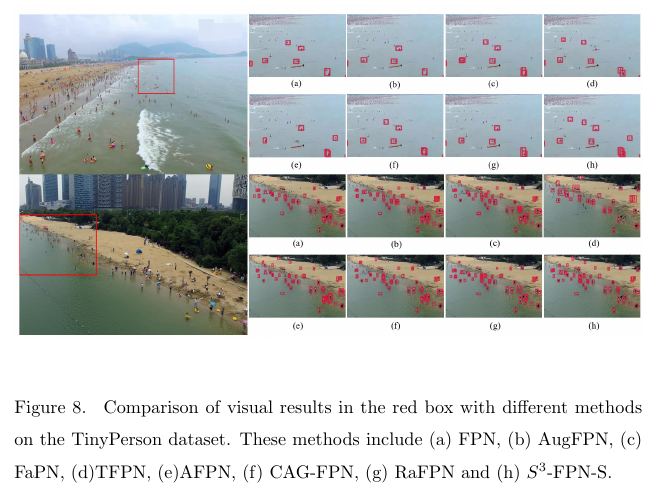 (a) (b) (c) (d)
(e) (f) (g) (h)
(a) (b) (c) (d)
(e) (f) (g) (h)
Figure 8. Comparison of visual results in the red box with different methods
on the TinyPerson dataset. These methods include (a) FPN, (b) AugFPN, (c)
FaPN, (d)TFPN, (e)AFPN, (f) CAG-FPN, (g) RaFPN and (h) S³-FPN-S.